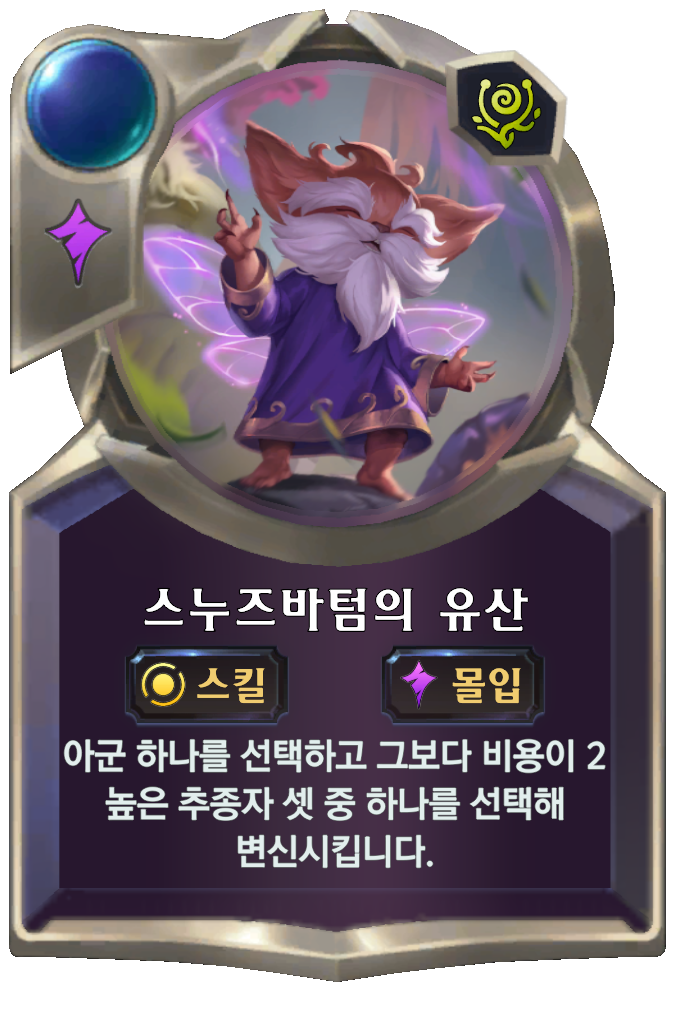 스누즈바텀의 유산
스킬 몰입
아군 하나를 선택하고 그보다 비용이 2
높은 추종자 셋 중 하나를 선택해
변신시킵니다.